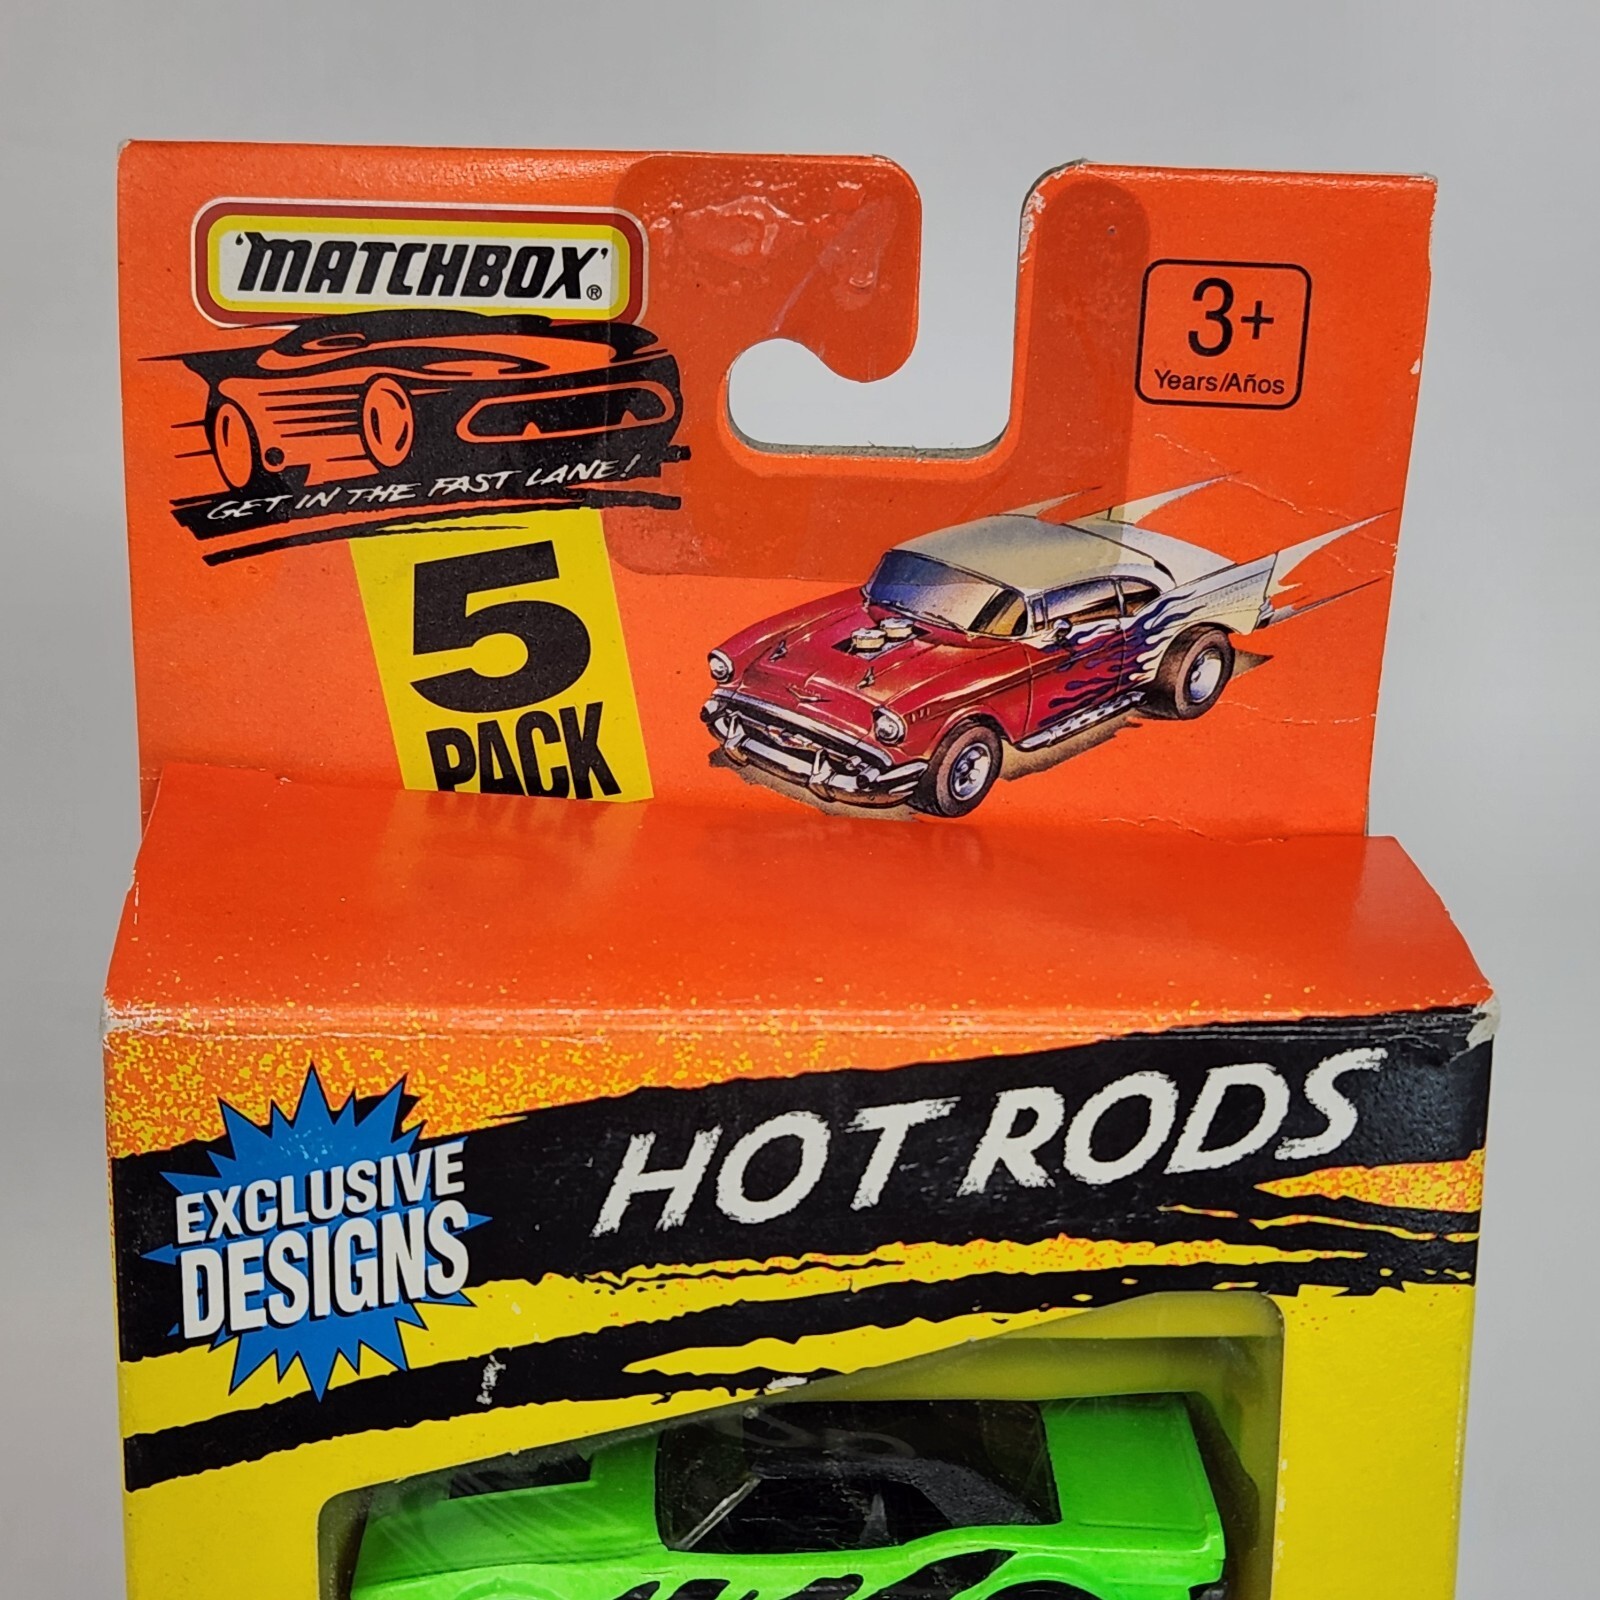 'MATCHBOX'®
GET IN THE FAST LANE!
5
PACK
3+
Years/Años
EXCLUSIVE
DESIGNS
HOT RODS